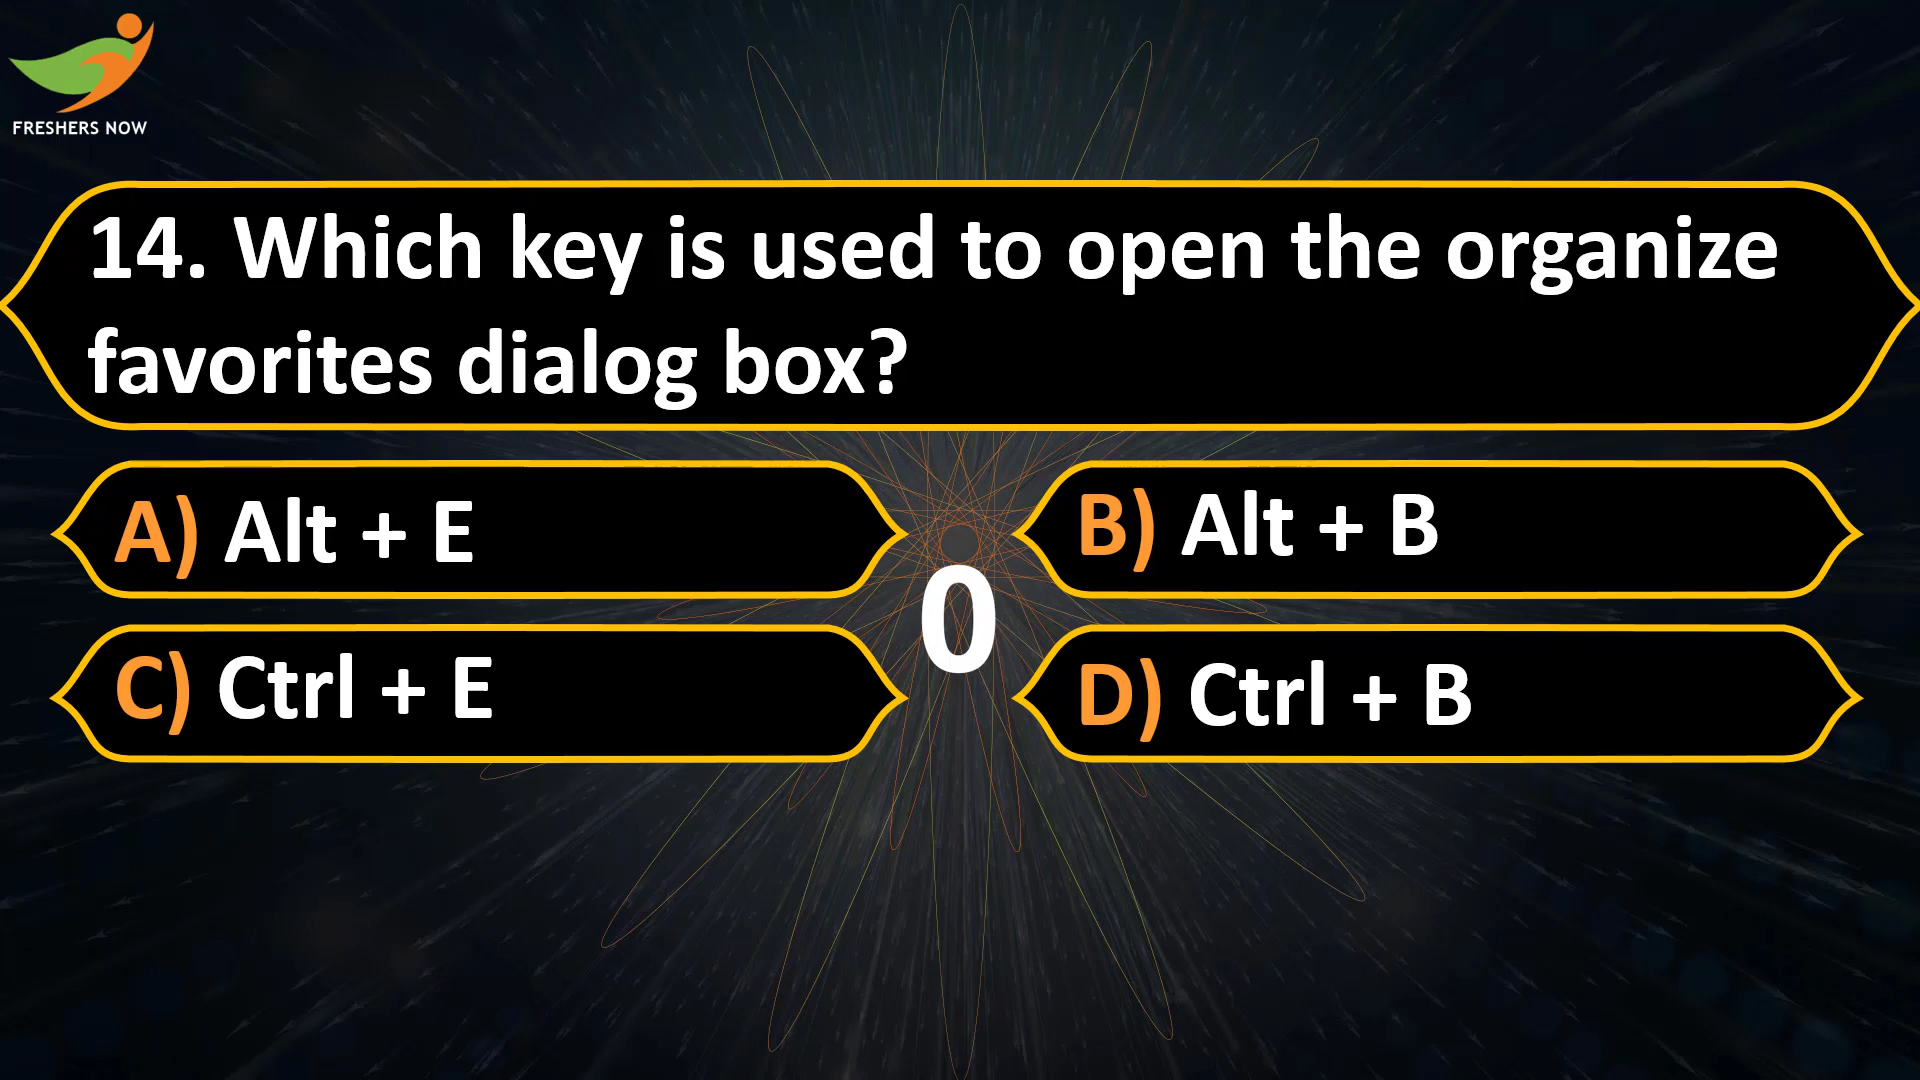 FRESHERS NOW
14. Which key is used to open the organize
favorites dialog box?
A) Alt + E
B) Alt + B
0
C) Ctrl + E
D) Ctrl + B